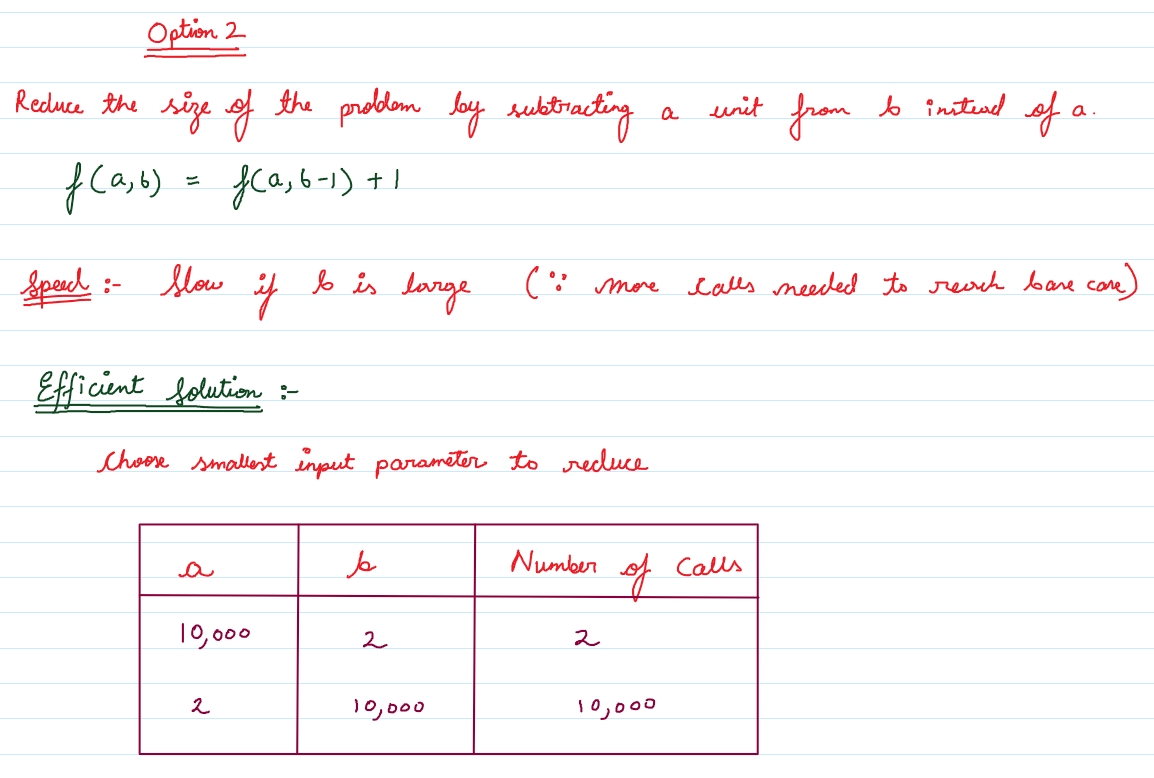 Option 2
Reduce the size of the problem by subtracting a unit from b instead of a.
f(a,b) = f(a,b-1) + 1
Speed :- Slow if b is large (∵ more calls needed to reach base case)
Efficient Solution :-
Choose smallest input parameter to reduce
a b Number of Calls
10,000 2 2
2 10,000 10,000